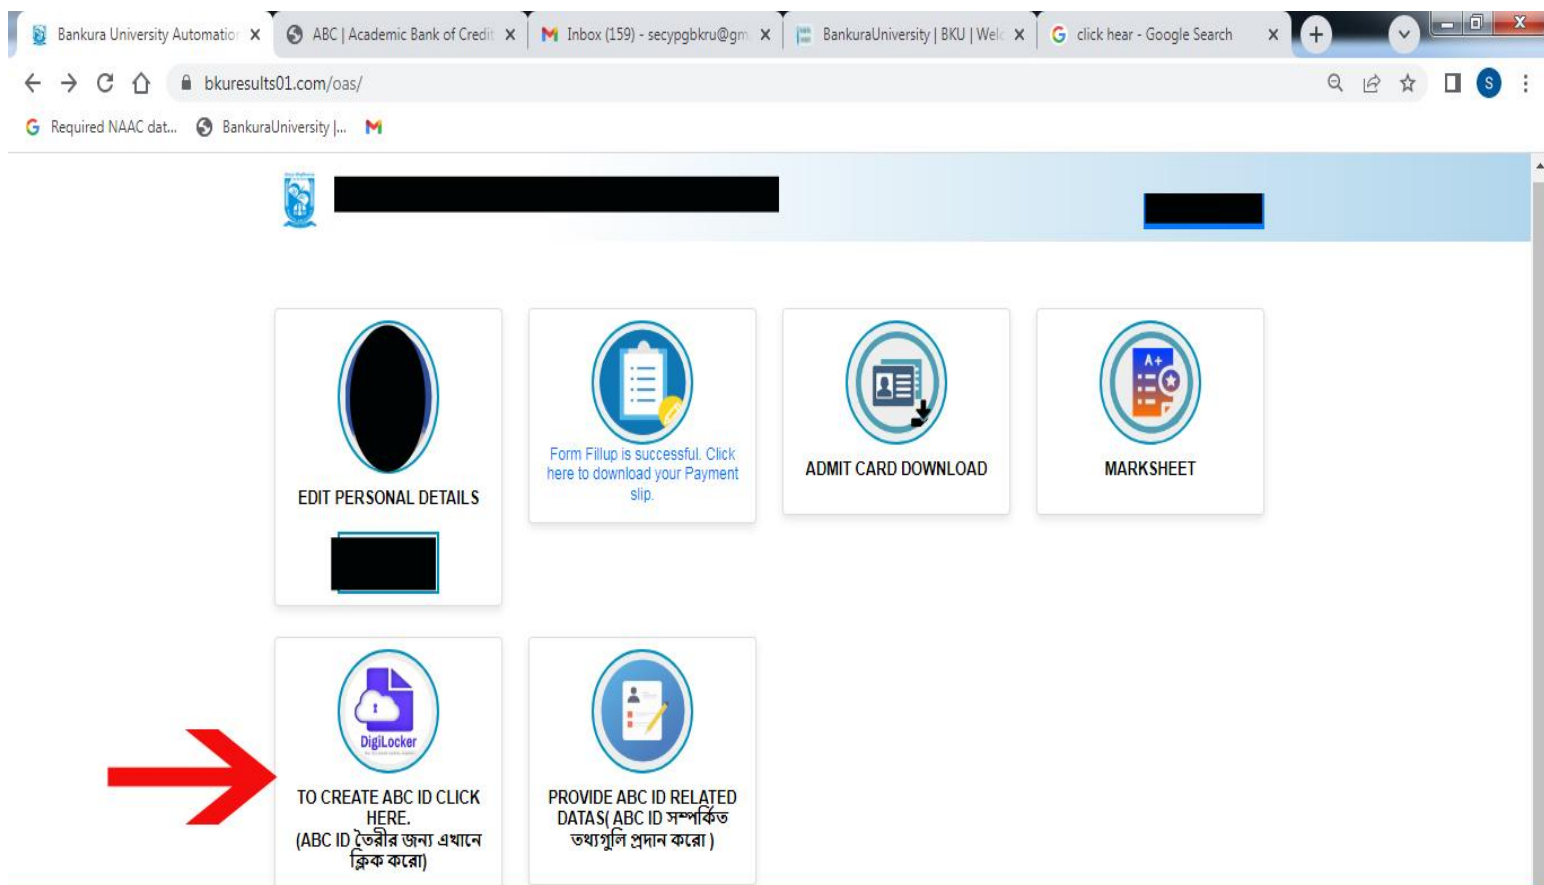 Bankura University Automation
ABC | Academic Bank of Credit
Inbox (159) - secypgbkru@gm
BankuraUniversity | BKU | Welc
click hear - Google Search
bkuresults01.com/oas/
S
Required NAAC dat...
BankuraUniversity |...
EDIT PERSONAL DETAILS
Form Fillup is successful. Click
here to download your Payment
slip.
ADMIT CARD DOWNLOAD
A+
MARKSHEET
DigiLocker
TO CREATE ABC ID CLICK
HERE.
(ABC ID তৈরীর জন্য এখানে
ক্লিক করো)
PROVIDE ABC ID RELATED
DATAS( ABC ID সম্পর্কিত
তথ্যগুলি প্রদান করো )